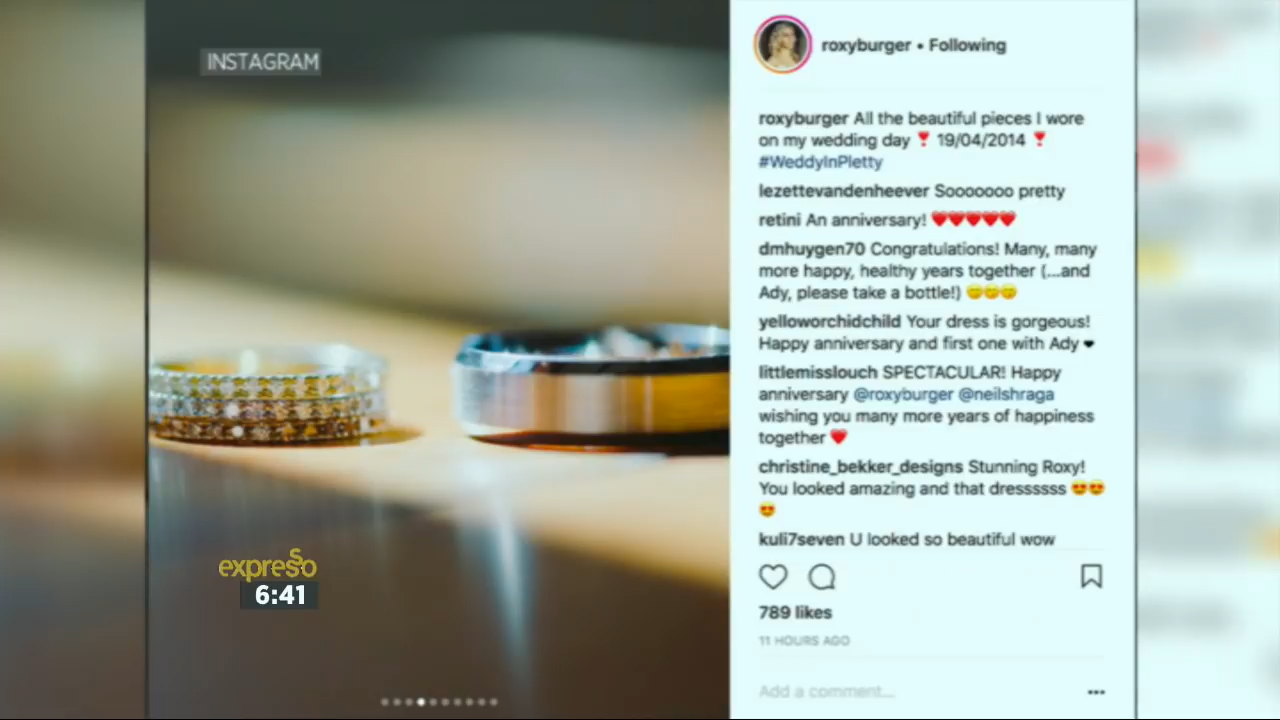 INSTAGRAM
expresso
6:41
roxyburger • Following
roxyburger All the beautiful pieces I wore
on my wedding day ❣ 19/04/2014 ❣
#WeddyInPletty
lezettevandenheever Sooooooo pretty
retini An anniversary! ❤❤❤❤❤
dmhuygen70 Congratulations! Many, many
more happy, healthy years together (...and
Ady, please take a bottle!) 😊😊😊
yelloworchidchild Your dress is gorgeous!
Happy anniversary and first one with Ady ❤
littlemisslouch SPECTACULAR! Happy
anniversary @roxyburger @neilshraga
wishing you many more years of happiness
together ❤
christine_bekker_designs Stunning Roxy!
You looked amazing and that dressssss 😍😍
😍
kuli7seven U looked so beautiful wow
789 likes
11 HOURS AGO
Add a comment...